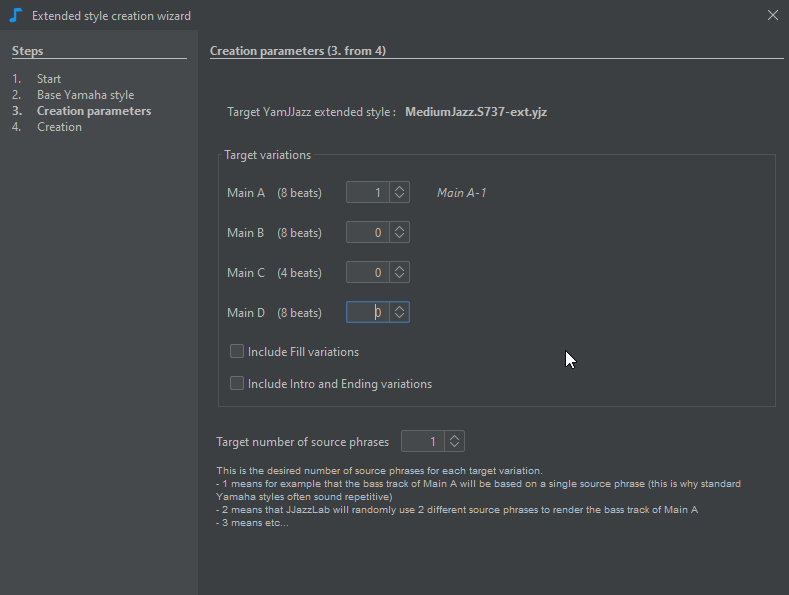 Extended style creation wizard
Steps
1. Start
2. Base Yamaha style
3. Creation parameters
4. Creation
Creation parameters (3. from 4)
Target YamJJazz extended style : MediumJazz.S737-ext.yjz
Target variations
Main A (8 beats) 1 Main A-1
Main B (8 beats) 0
Main C (4 beats) 0
Main D (8 beats) 0
Include Fill variations
Include Intro and Ending variations
Target number of source phrases 1
This is the desired number of source phrases for each target variation.
- 1 means for example that the bass track of Main A will be based on a single source phrase (this is why standard
Yamaha styles often sound repetitive)
- 2 means that JJazzLab will randomly use 2 different source phrases to render the bass track of Main A
- 3 means etc...